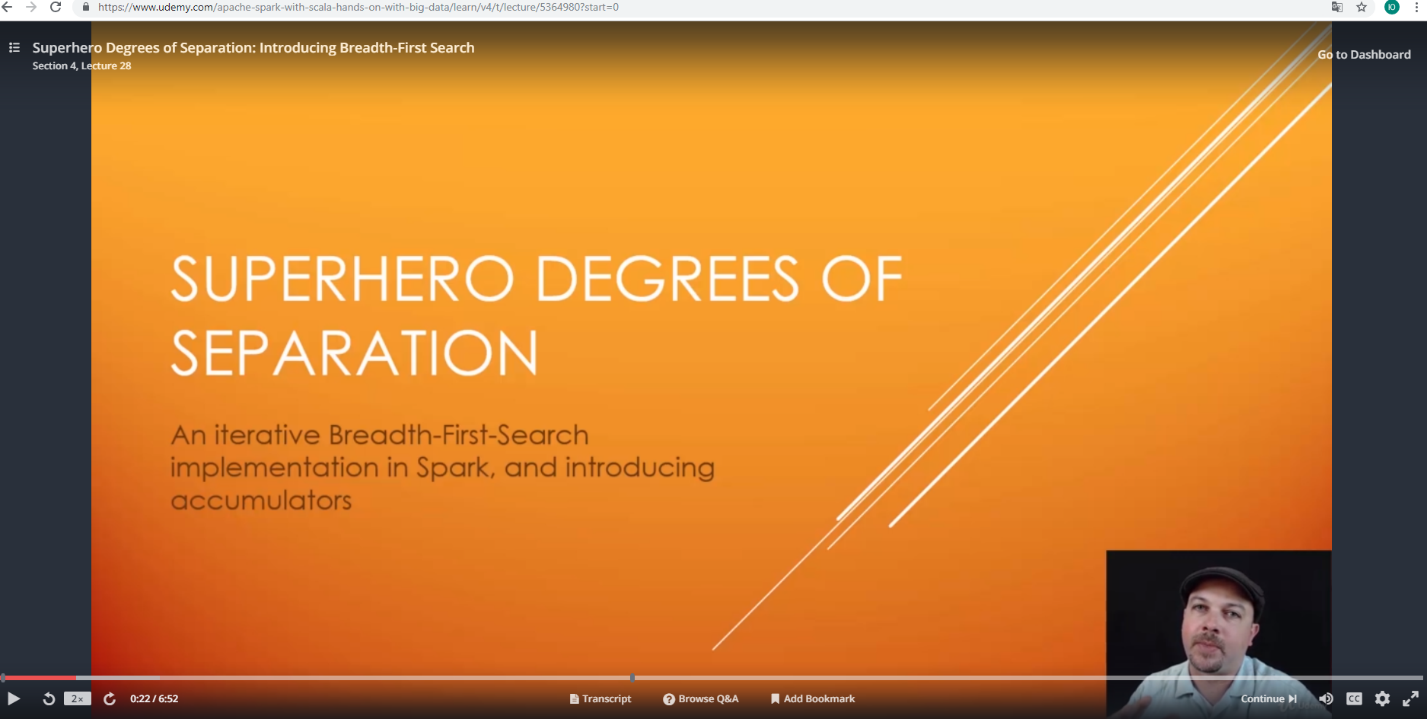 https://www.udemy.com/apache-spark-with-scala-hands-on-with-big-data/learn/v4/t/lecture/5364980?start=0
Ю
Superhero Degrees of Separation: Introducing Breadth-First Search
Section 4, Lecture 28
Go to Dashboard
SUPERHERO DEGREES OF
SEPARATION
An iterative Breadth-First-Search
implementation in Spark, and introducing
accumulators
2×
0:22 / 6:52
Transcript
Browse Q&A
Add Bookmark
Continue
CC